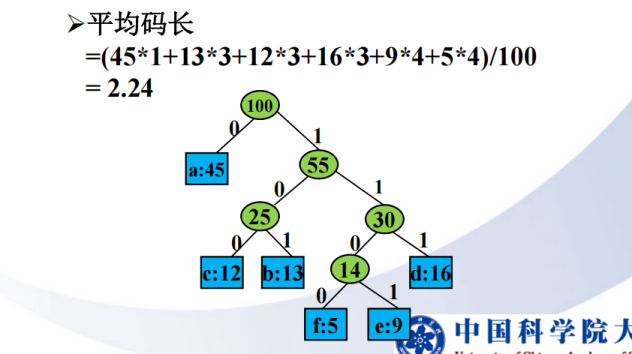 ➢平均码长
=(45*1+13*3+12*3+16*3+9*4+5*4)/100
= 2.24
100
0 1
a:45 55
0 1
25 30
0 1 0 1
c:12 b:13 14 d:16
0 1
f:5 e:9
中国科学院大